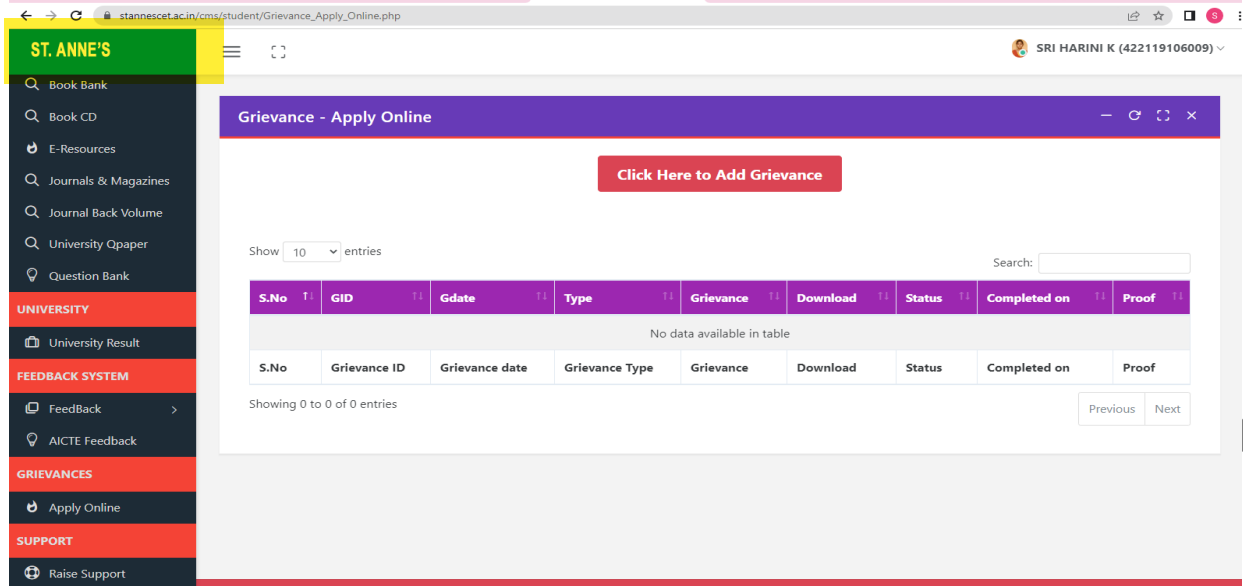 stannescet.ac.in/cms/student/Grievance_Apply_Online.php
S
ST. ANNE'S
SRI HARINI K (422119106009)
Book Bank
Book CD
E-Resources
Journals & Magazines
Journal Back Volume
University Qpaper
Question Bank
UNIVERSITY
University Result
FEEDBACK SYSTEM
FeedBack
AICTE Feedback
GRIEVANCES
Apply Online
SUPPORT
Raise Support
Grievance - Apply Online
Click Here to Add Grievance
Show 10 entries
Search:
S.No GID Gdate Type Grievance Download Status Completed on Proof
No data available in table
S.No Grievance ID Grievance date Grievance Type Grievance Download Status Completed on Proof
Showing 0 to 0 of 0 entries
Previous Next